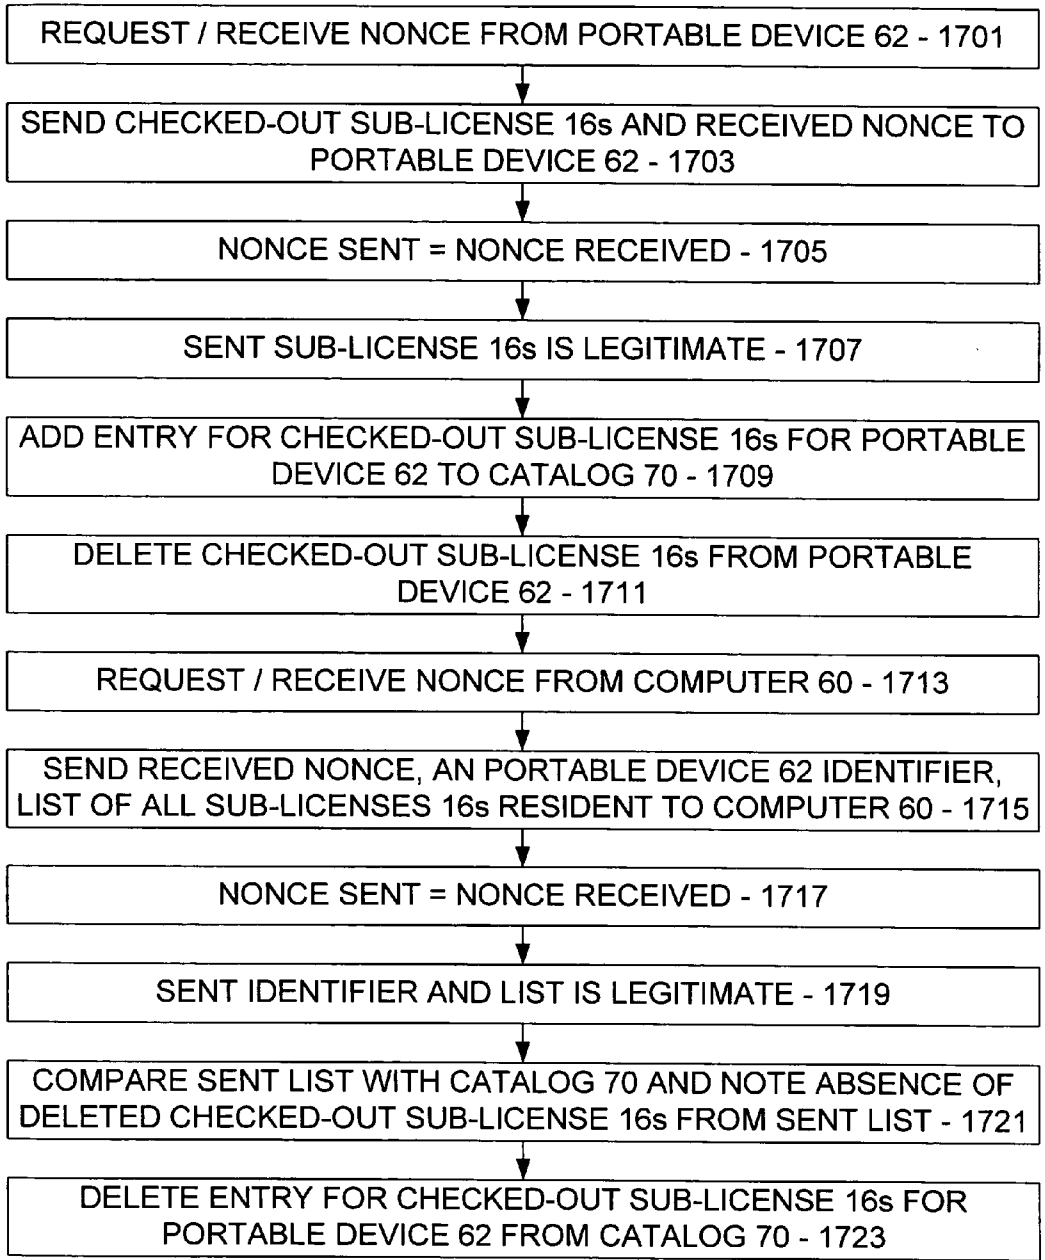 REQUEST / RECEIVE NONCE FROM PORTABLE DEVICE 62 - 1701
SEND CHECKED-OUT SUB-LICENSE 16s AND RECEIVED NONCE TO
PORTABLE DEVICE 62 - 1703
NONCE SENT = NONCE RECEIVED - 1705
SENT SUB-LICENSE 16s IS LEGITIMATE - 1707
ADD ENTRY FOR CHECKED-OUT SUB-LICENSE 16s FOR PORTABLE
DEVICE 62 TO CATALOG 70 - 1709
DELETE CHECKED-OUT SUB-LICENSE 16s FROM PORTABLE
DEVICE 62 - 1711
REQUEST / RECEIVE NONCE FROM COMPUTER 60 - 1713
SEND RECEIVED NONCE, AN PORTABLE DEVICE 62 IDENTIFIER,
LIST OF ALL SUB-LICENSES 16s RESIDENT TO COMPUTER 60 - 1715
NONCE SENT = NONCE RECEIVED - 1717
SENT IDENTIFIER AND LIST IS LEGITIMATE - 1719
COMPARE SENT LIST WITH CATALOG 70 AND NOTE ABSENCE OF
DELETED CHECKED-OUT SUB-LICENSE 16s FROM SENT LIST - 1721
DELETE ENTRY FOR CHECKED-OUT SUB-LICENSE 16s FOR
PORTABLE DEVICE 62 FROM CATALOG 70 - 1723